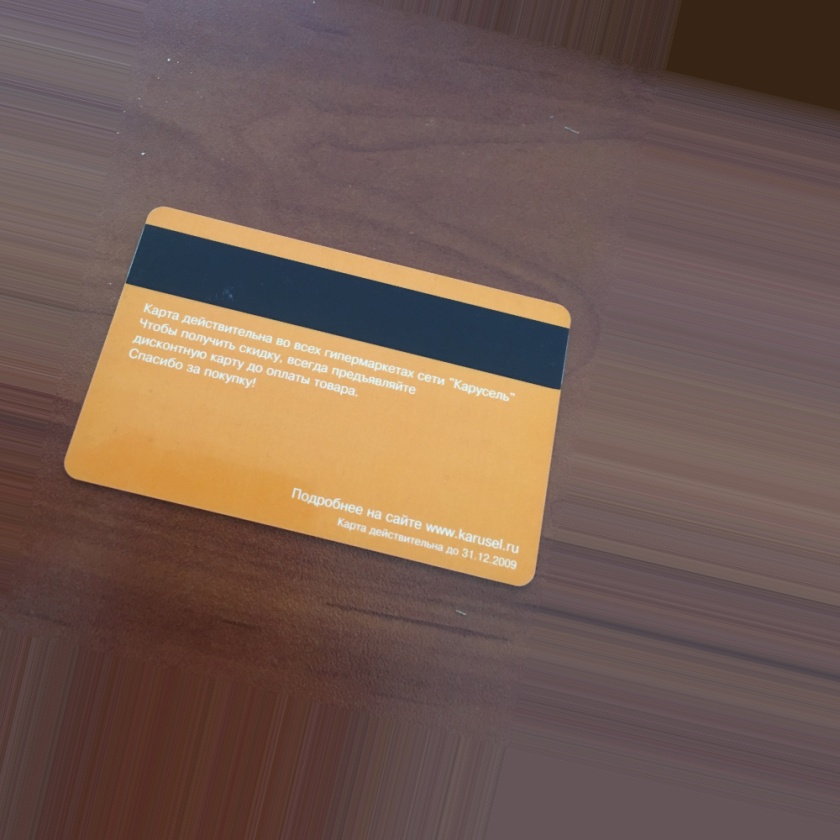 Карта действительна во всех гипермаркетах сети "Карусель"
Чтобы получить скидку, всегда предъявляйте
дисконтную карту до оплаты товара.
Спасибо за покупку!
Подробнее на сайте www.karusel.ru
Карта действительна до 31.12.2009